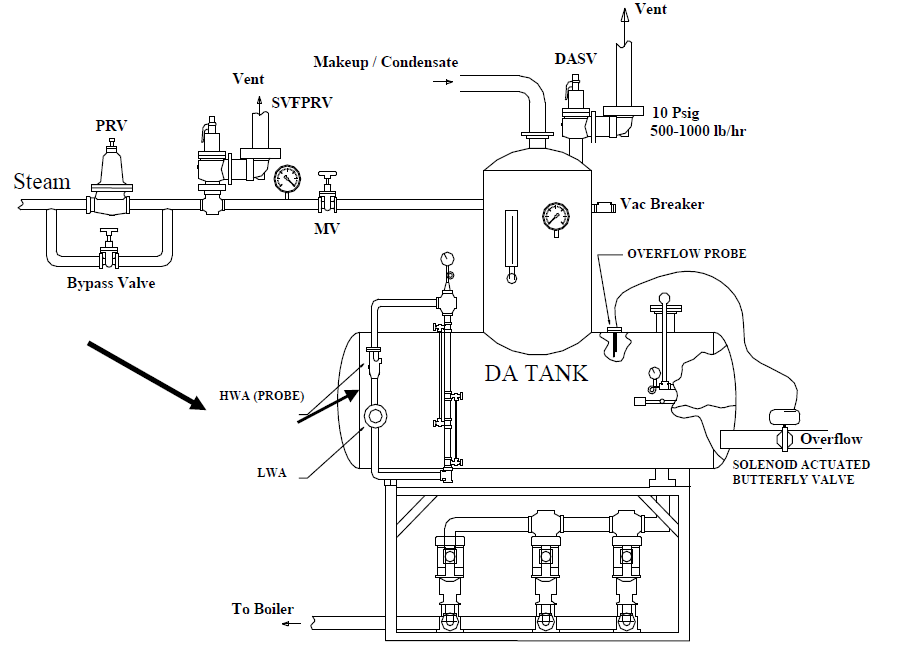 Vent
Makeup / Condensate
DASV
Vent
SVFPRV
10 Psig
500-1000 lb/hr
PRV
Steam
Vac Breaker
MV
OVERFLOW PROBE
Bypass Valve
DA TANK
HWA (PROBE)
Overflow
LWA
SOLENOID ACTUATED
BUTTERFLY VALVE
To Boiler